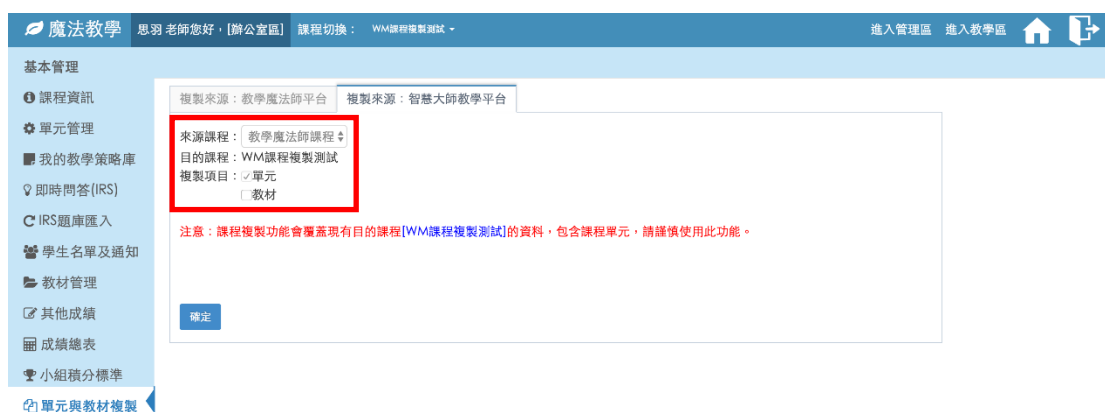 魔法教學 思羽 老師您好，[辦公室區] 課程切換： WM課程複製測試 進入管理區 進入教學區
基本管理
課程資訊
單元管理
我的教學策略庫
即時問答(IRS)
IRS題庫匯入
學生名單及通知
教材管理
其他成績
成績總表
小組積分標準
單元與教材複製
複製來源：教學魔法師平台 複製來源：智慧大師教學平台
來源課程： 教學魔法師課程
目的課程：WM課程複製測試
複製項目： 單元
教材
注意：課程複製功能會覆蓋現有目的課程[WM課程複製測試]的資料，包含課程單元，請謹慎使用此功能。
確定